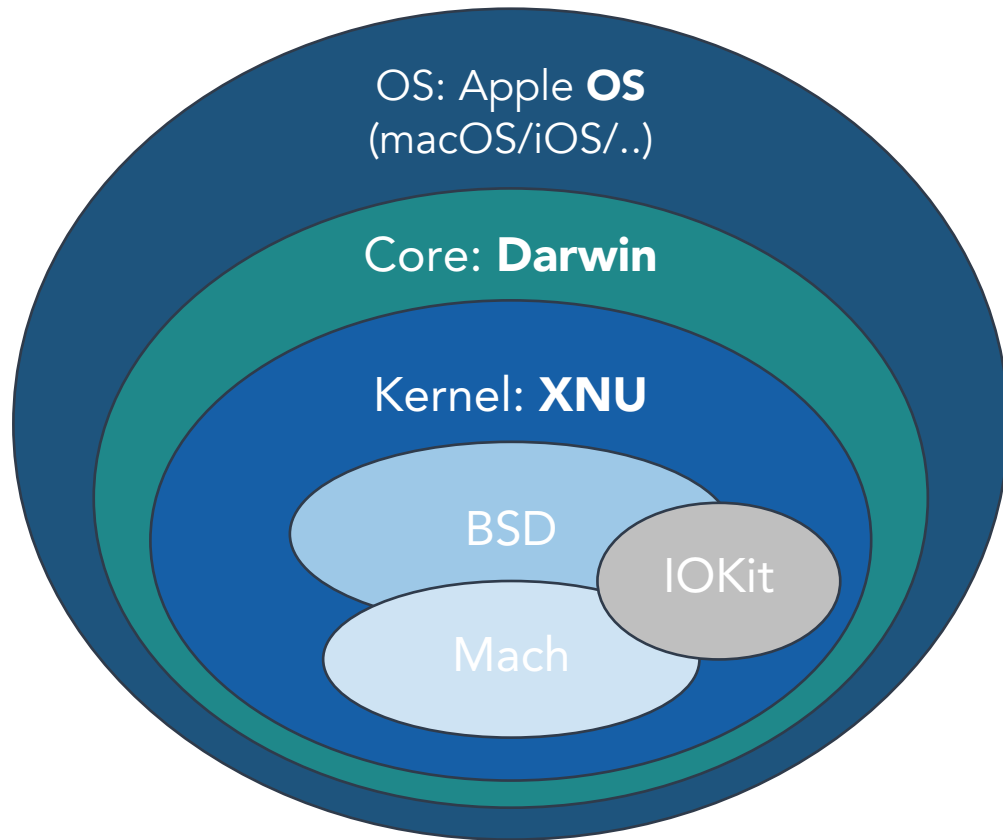 OS: Apple OS
(macOS/iOS/..)
Core: Darwin
Kernel: XNU
BSD
IOKit
Mach